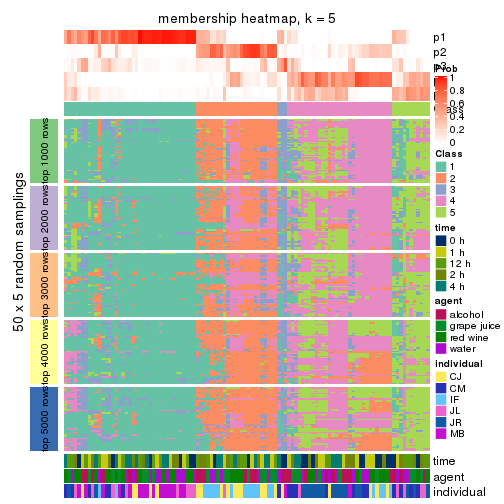 membership heatmap, k = 5
p1
p2
Prob
1
0.8
0.6
0.4
0.2
0
Class
1
2
3
4
5
time
0 h
1 h
12 h
2 h
4 h
agent
alcohol
grape juice
red wine
water
individual
CJ
CM
IF
JL
JR
MB
50 x 5 random samplings
top 1000 rows
top 2000 rows
top 3000 rows
top 4000 rows
top 5000 rows
time
agent
individual